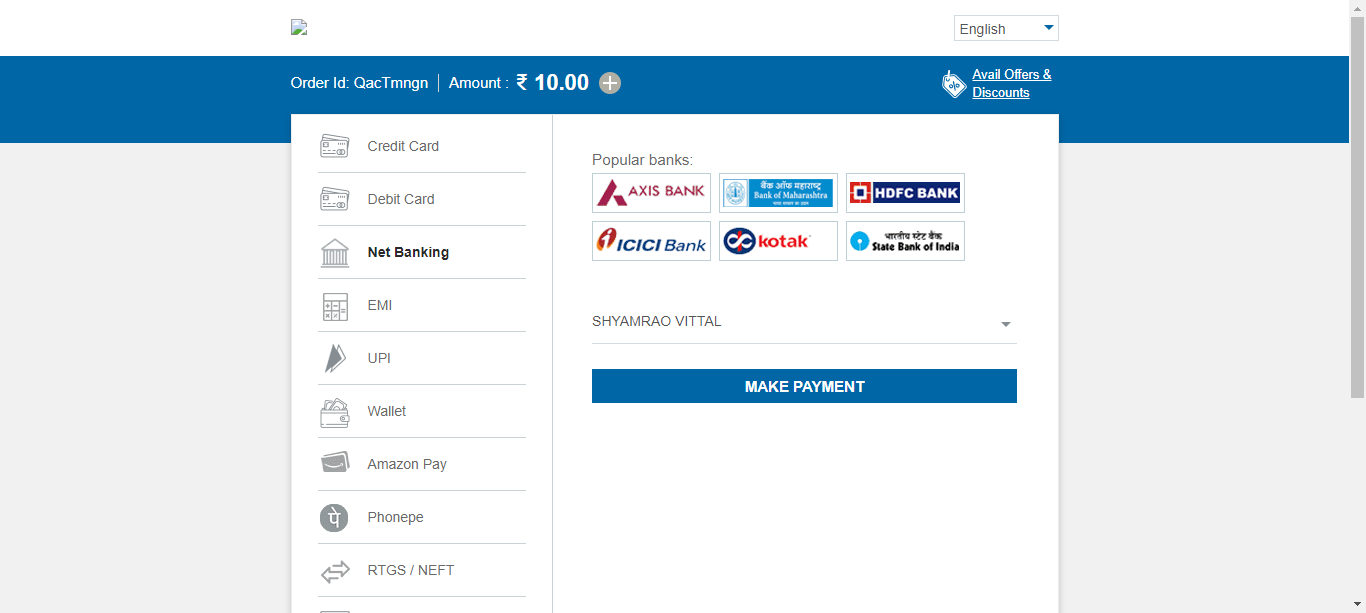 English
Order Id: QacTmngn
Amount : ₹ 10.00
Avail Offers &
Discounts
Credit Card
Debit Card
Net Banking
EMI
UPI
Wallet
Amazon Pay
Phonepe
RTGS / NEFT
Popular banks:
AXIS BANK
बैंक ऑफ महाराष्ट्र
Bank of Maharashtra
HDFC BANK
ICICI Bank
kotak
भारतीय स्टेट बैंक
State Bank of India
SHYAMRAO VITTAL
MAKE PAYMENT